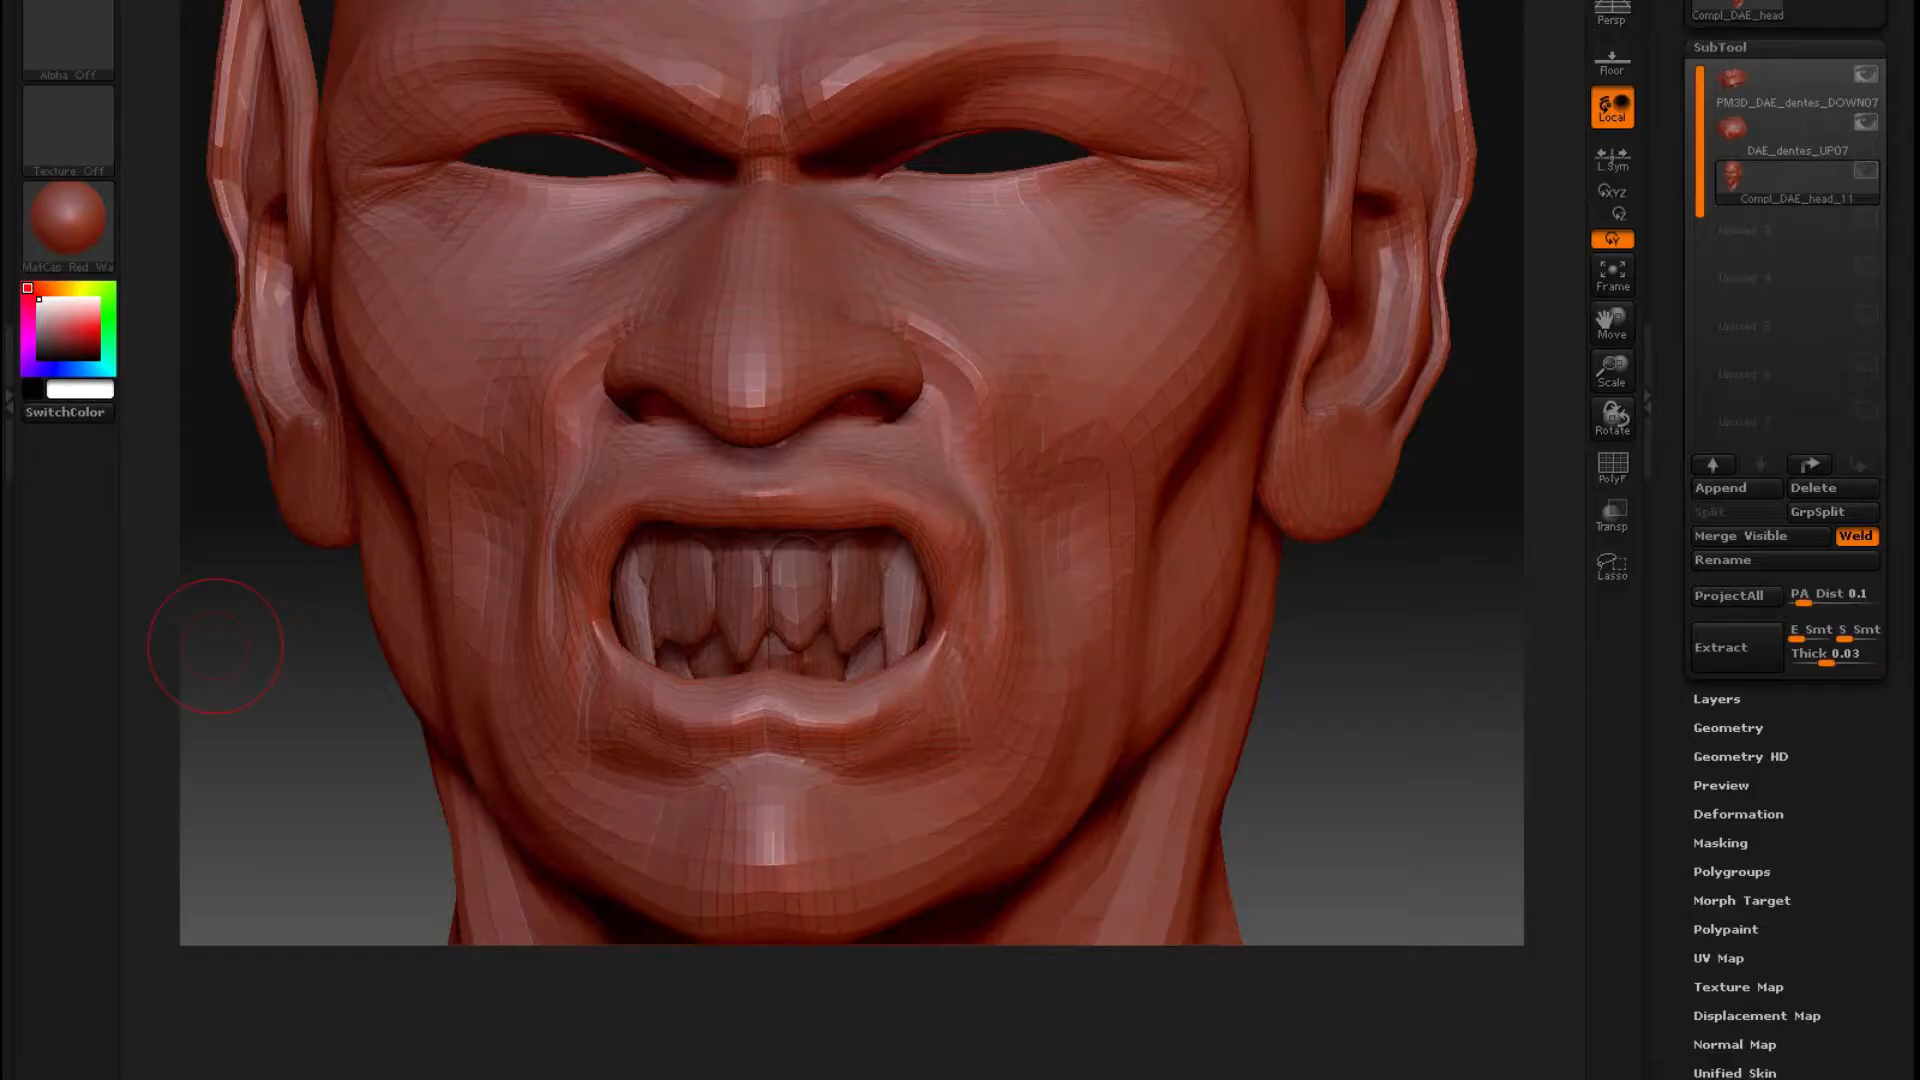 Alpha Off
Texture Off
MatCap Red Wa
SwitchColor
Persp
Floor
Local
L.Sym
XYZ
Y
Z
Frame
Move
Scale
Rotate
PolyF
Transp
Lasso
Compl_DAE_head
SubTool
PM3D_DAE_dentes_DOWN07
DAE_dentes_UP07
Compl_DAE_head_11
Append Delete
Split GrpSplit
Merge Visible Weld
Rename
ProjectAll PA Dist 0.1
E Smt S Smt
Extract Thick 0.03
Layers
Geometry
Geometry HD
Preview
Deformation
Masking
Polygroups
Morph Target
Polypaint
UV Map
Texture Map
Displacement Map
Normal Map
Unified Skin